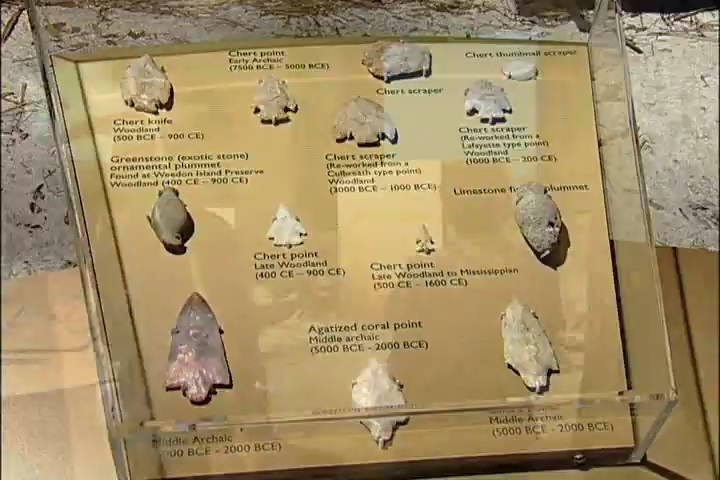 Chert point
Early Archaic
(7500 BCE – 5000 BCE)
Chert thumbnail scraper
Chert scraper
Chert knife
Woodland
(500 BCE – 900 CE)
Chert scraper
(Re-worked from a
Lafayette type point)
Woodland
(1000 BCE – 200 CE)
Greenstone (exotic stone)
ornamental plummet
Found at Weedon Island Preserve
Woodland (400 CE – 900 CE)
Chert scraper
(Re-worked from a
Culbreath type point)
Woodland
(3000 BCE – 1000 BCE)
Limestone plummet
Chert point
Late Woodland
(400 CE – 900 CE)
Chert point
Late Woodland to Mississippian
(500 CE – 1600 CE)
Agatized coral point
Middle archaic
(5000 BCE - 2000 BCE)
Middle Archaic
- 2000 BCE)
Middle Archaic
(5000 BCE - 2000 BCE)